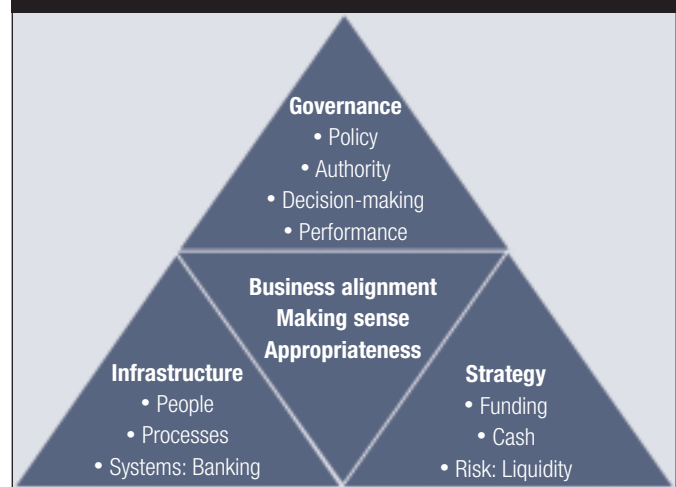 Governance
• Policy
• Authority
• Decision-making
• Performance
Business alignment
Making sense
Appropriateness
Infrastructure
• People
• Processes
• Systems: Banking
Strategy
• Funding
• Cash
• Risk: Liquidity